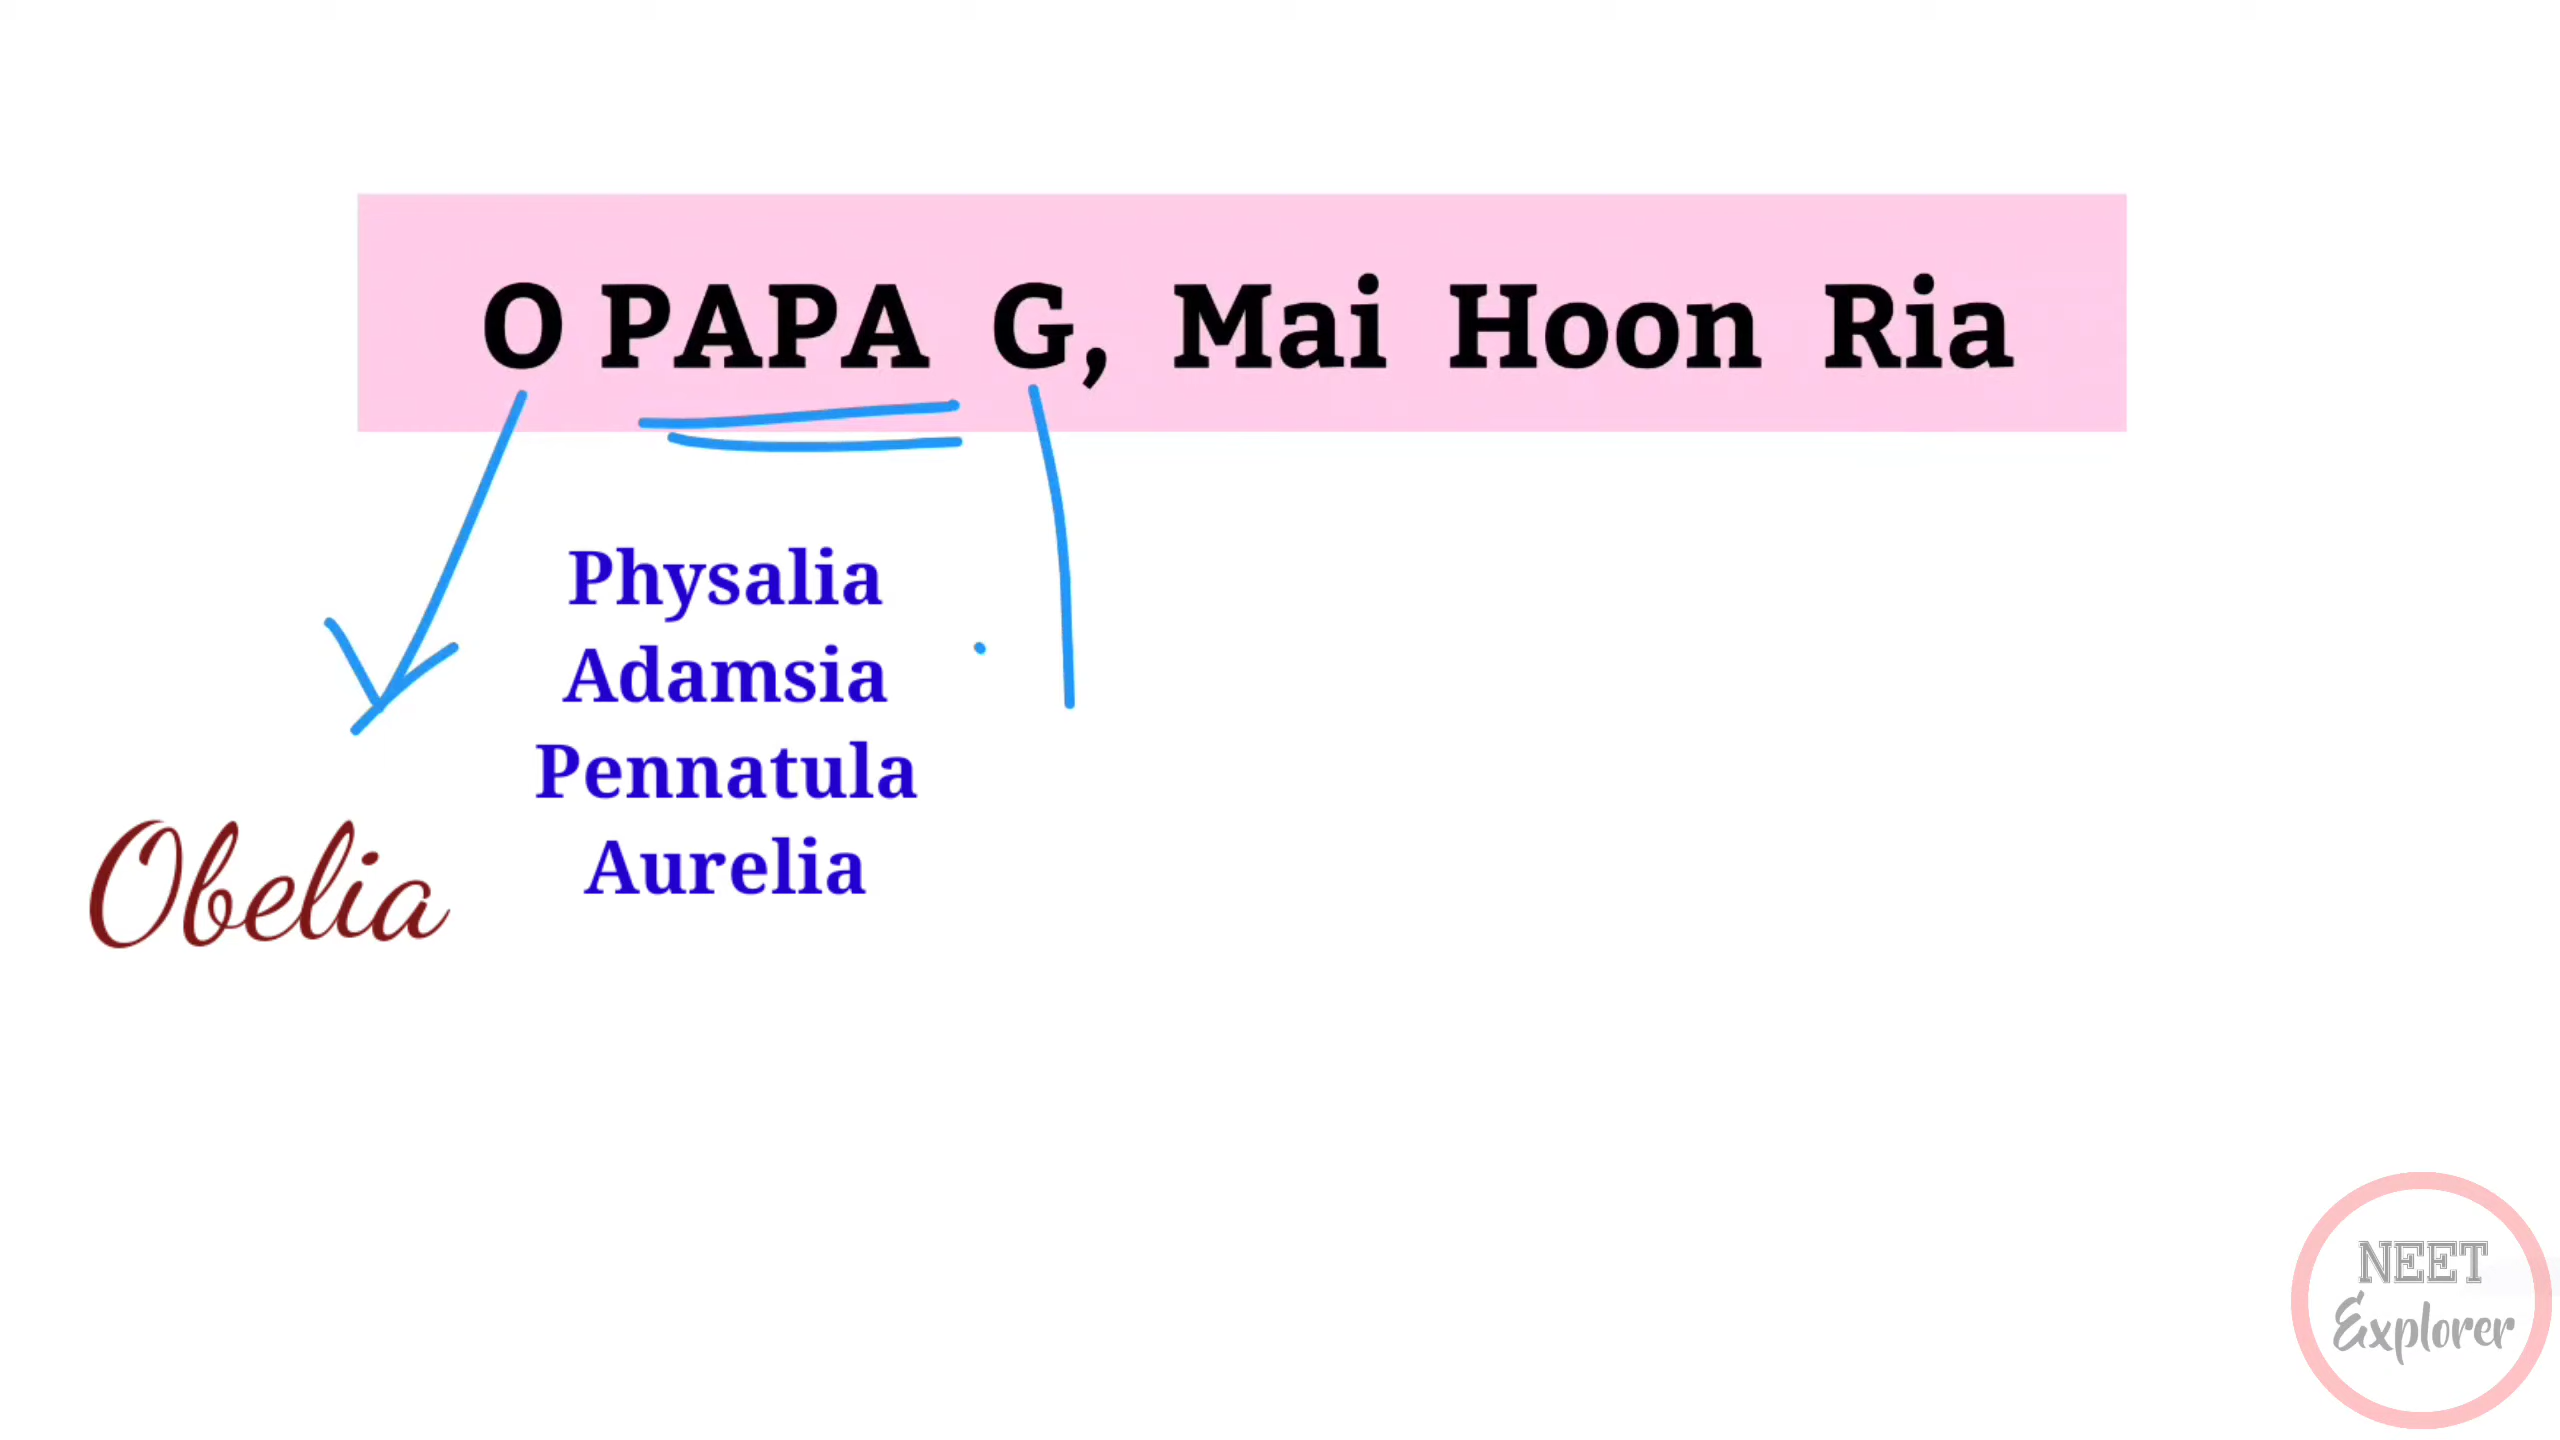 O PAPA G, Mai Hoon Ria
Physalia
Adamsia
Pennatula
Aurelia
Obelia
NEET
Explorer